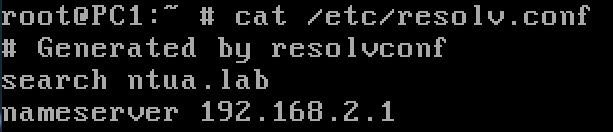 root@PC1:~ # cat /etc/resolv.conf
# Generated by resolvconf
search ntua.lab
nameserver 192.168.2.1